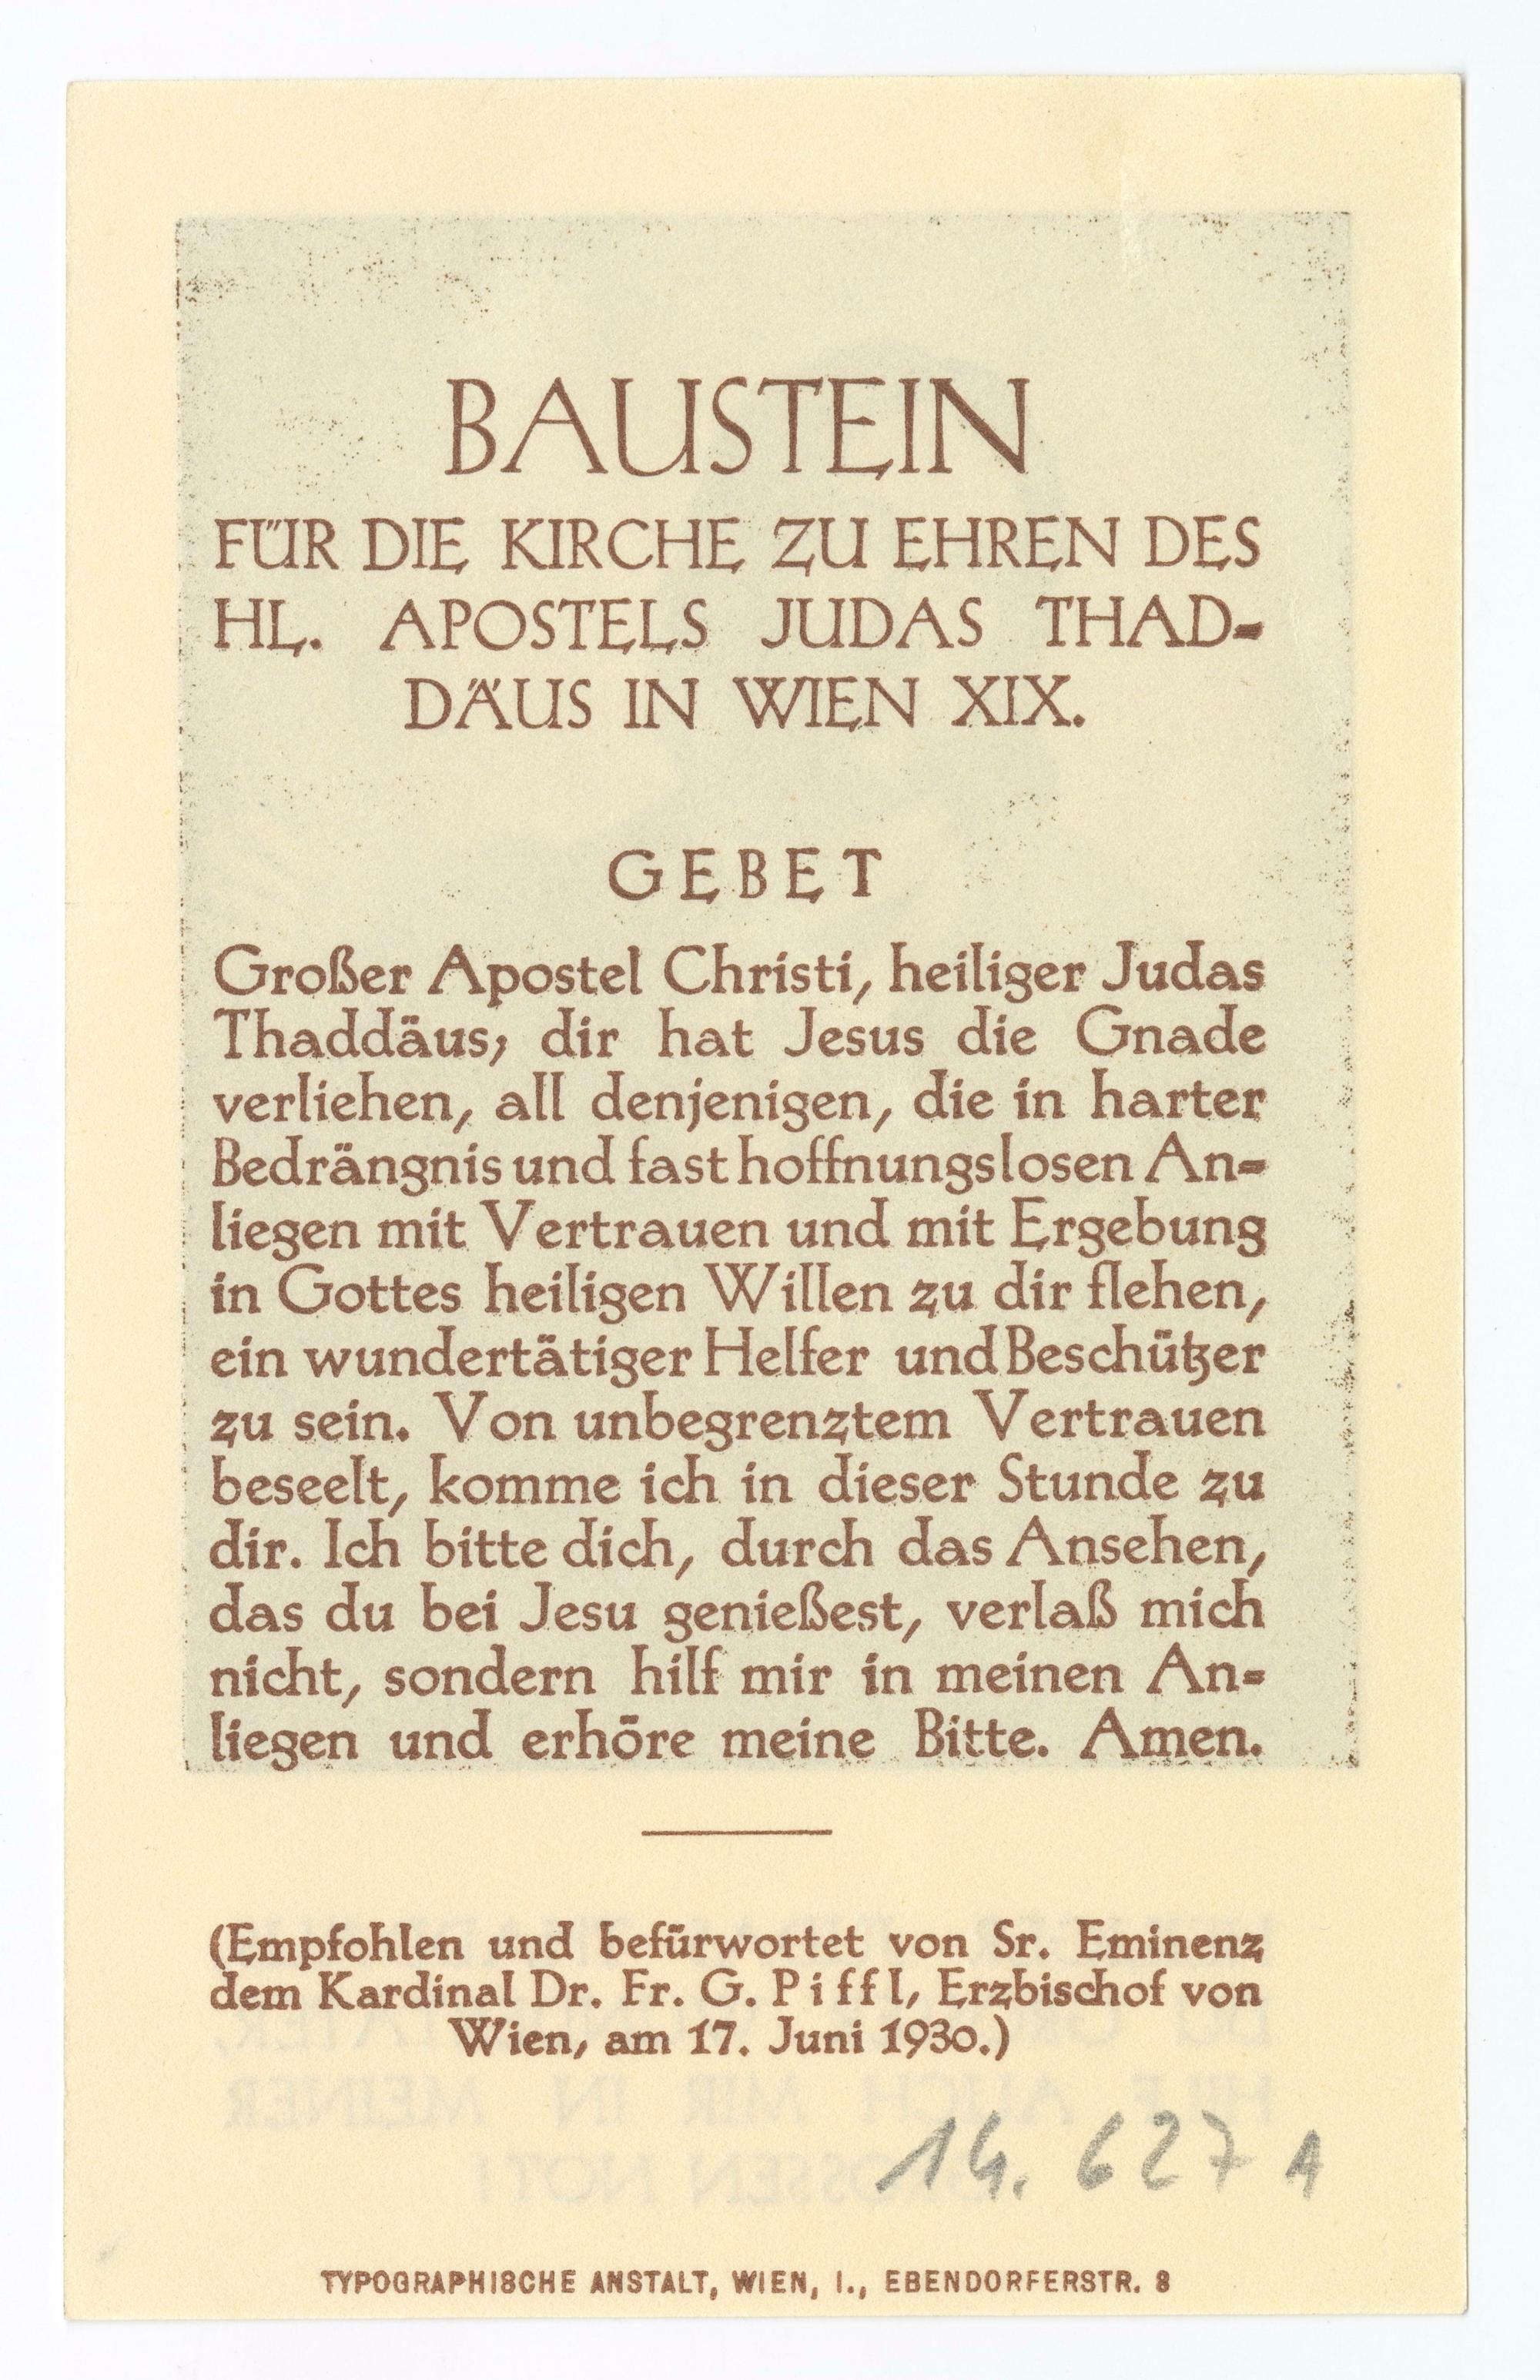 BAUSTEIN
FÜR DIE KIRCHE ZU EHREN DES
HL. APOSTELS JUDAS THAD-
DÄUS IN WIEN XIX.
GEBET
Großer Apostel Christi, heiliger Judas
Thaddäus, dir hat Jesus die Gnade
verliehen, all denjenigen, die in harter
Bedrängnis und fast hoffnungslosen An-
liegen mit Vertrauen und mit Ergebung
in Gottes heiligen Willen zu dir flehen,
ein wundertätiger Helfer und Beschützer
zu sein. Von unbegrenztem Vertrauen
beseelt, komme ich in dieser Stunde zu
dir. Ich bitte dich, durch das Ansehen,
das du bei Jesu genießest, verlaß mich
nicht, sondern hilf mir in meinen An-
liegen und erhöre meine Bitte. Amen.
(Empfohlen und befürwortet von Sr. Eminenz
dem Kardinal Dr. Fr. G. Piffl, Erzbischof von
Wien, am 17. Juni 1930.)
14. 627 A
TYPOGRAPHISCHE ANSTALT, WIEN, I., EBENDORFERSTR. 8